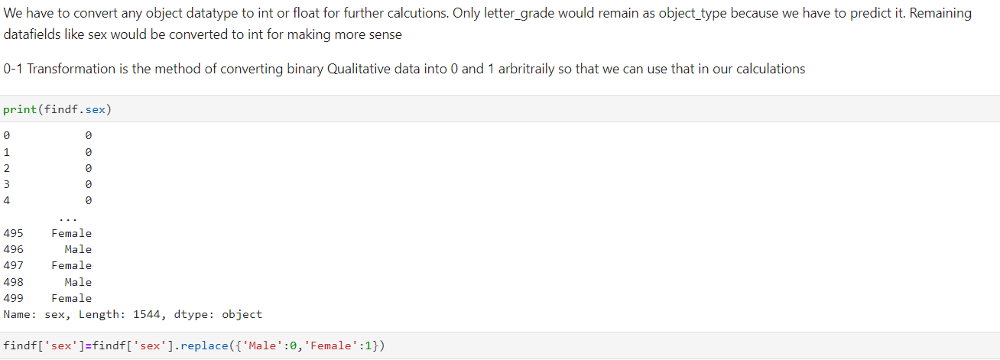 We have to convert any object datatype to int or float for further calcutions. Only letter_grade would remain as object_type because we have to predict it. Remaining
datafields like sex would be converted to int for making more sense
0-1 Transformation is the method of converting binary Qualitative data into 0 and 1 arbritraily so that we can use that in our calculations
print(findf.sex)
0 0
1 0
2 0
3 0
4 0
...
495 Female
496 Male
497 Female
498 Male
499 Female
Name: sex, Length: 1544, dtype: object
findf['sex']=findf['sex'].replace({'Male':0,'Female':1})